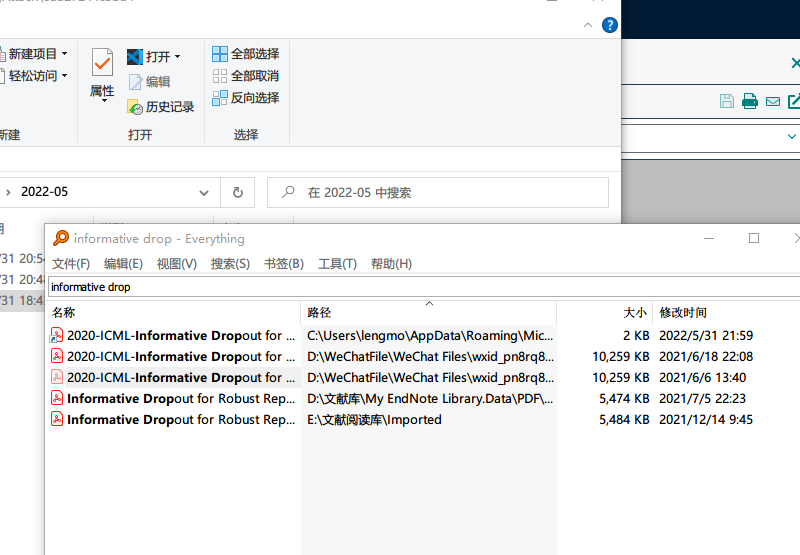 新建项目
轻松访问
新建
属性
打开
编辑
历史记录
打开
全部选择
全部取消
反向选择
选择
2022-05
在 2022-05 中搜索
/31 20:54
/31 20:48
/31 18:4
informative drop - Everything
文件(F) 编辑(E) 视图(V) 搜索(S) 书签(B) 工具(T) 帮助(H)
informative drop
名称 路径 大小 修改时间
2020-ICML-Informative Dropout for ... C:\Users\lengmo\AppData\Roaming\Mic... 2 KB 2022/5/31 21:59
2020-ICML-Informative Dropout for ... D:\WeChatFile\WeChat Files\wxid_pn8rq8... 10,259 KB 2021/6/18 22:08
2020-ICML-Informative Dropout for ... D:\WeChatFile\WeChat Files\wxid_pn8rq8... 10,259 KB 2021/6/6 13:40
Informative Dropout for Robust Rep... D:\文献库\My EndNote Library.Data\PDF\... 5,474 KB 2021/7/5 22:23
Informative Dropout for Robust Rep... E:\文献阅读库\Imported 5,484 KB 2021/12/14 9:45